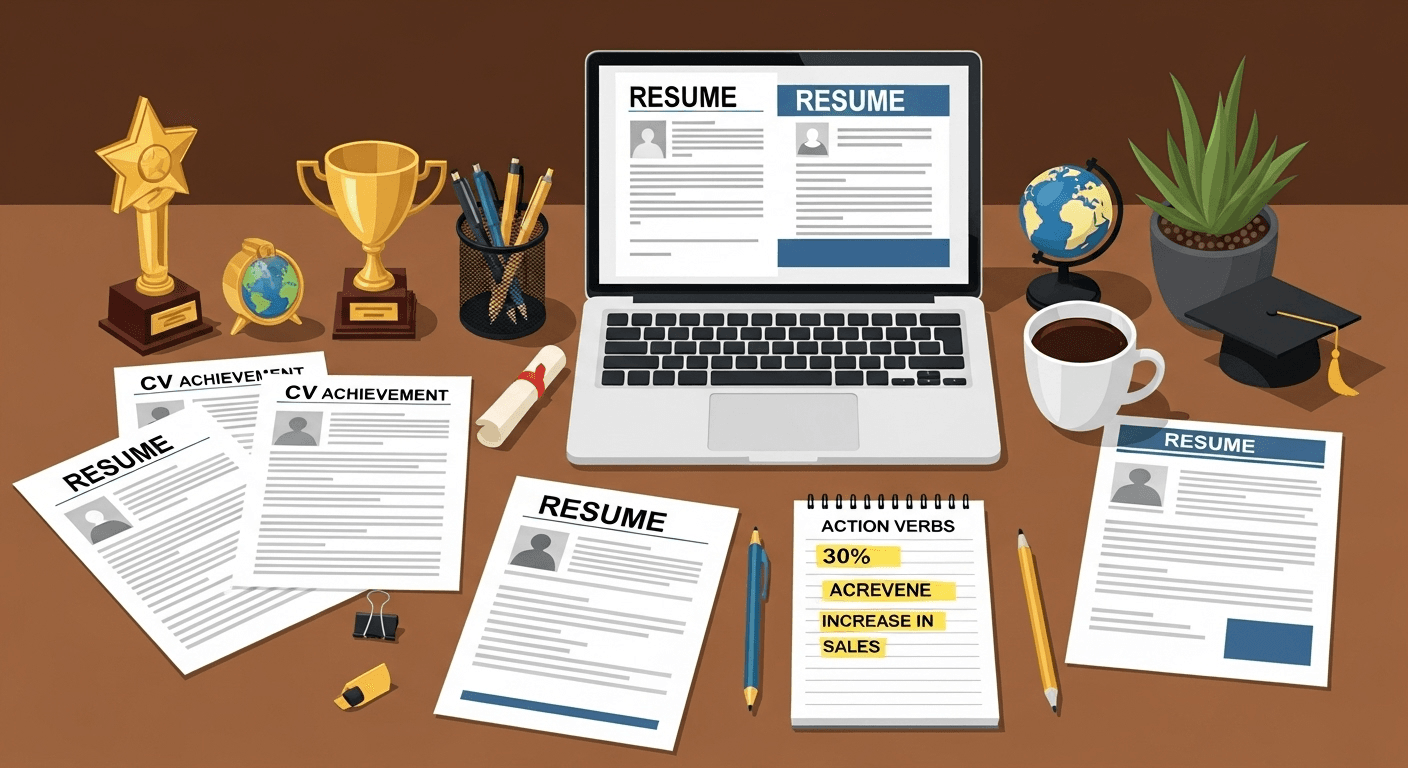 RESUME
RESUME
CV ACHIEVEMENT
CV ACHIEVEMENT
RESUME
RESUME
ACTION VERBS
30%
ACREVENE
INCREASE IN
SALES
RESUME